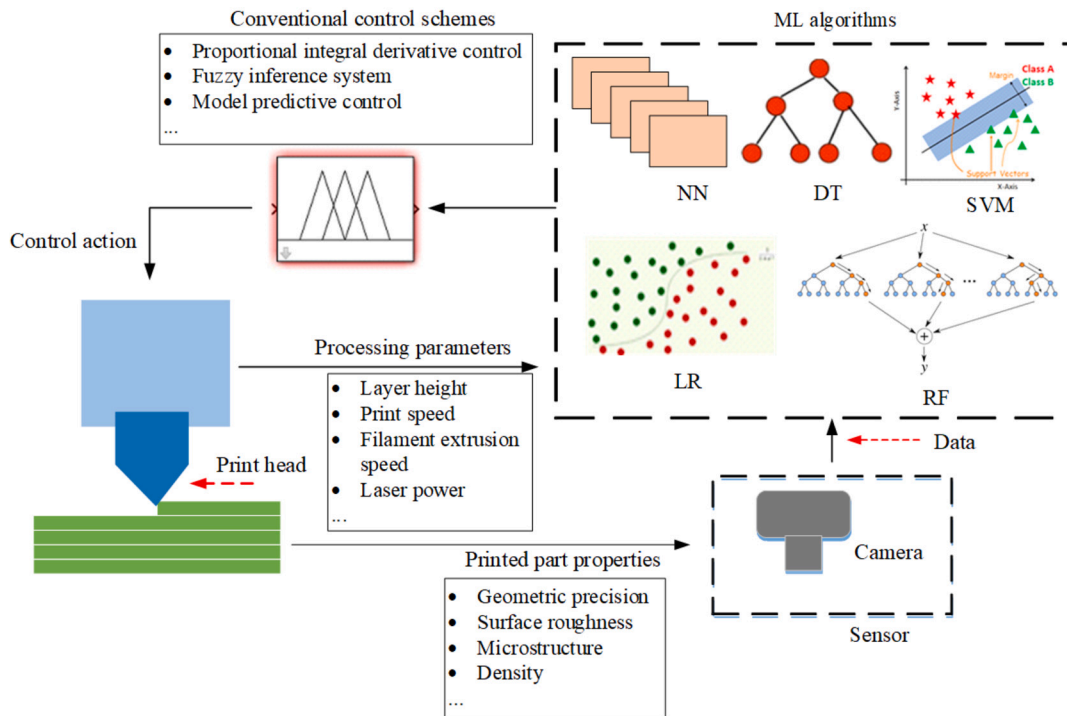 Conventional control schemes
• Proportional integral derivative control
• Fuzzy inference system
• Model predictive control
...
ML algorithms
NN
DT
Class A
Class B
Margin
Y-Axis
Support Vectors
X-Axis
SVM
Control action
x
...
+
y
LR
RF
Processing parameters
• Layer height
• Print speed
• Filament extrusion
speed
• Laser power
...
Print head
Data
Camera
Sensor
Printed part properties
• Geometric precision
• Surface roughness
• Microstructure
• Density
...